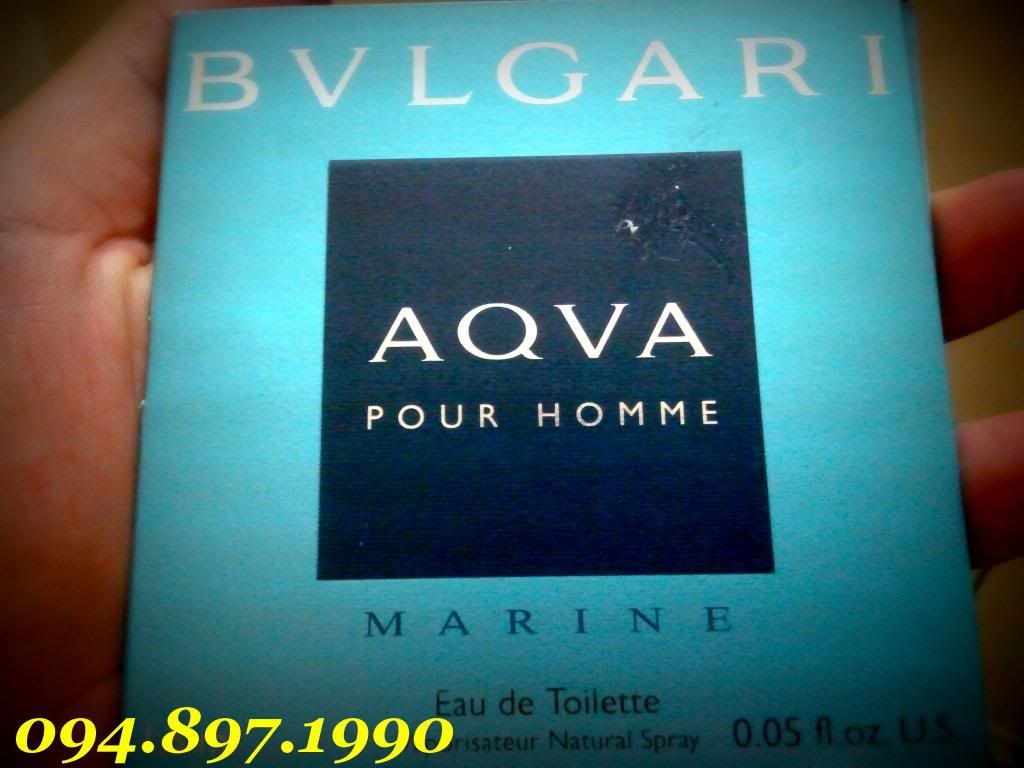 BVLGARI
AQVA
POUR HOMME
MARINE
Eau de Toilette
Natural Spray 0.05 fl.oz. U.S.
094.897.1990